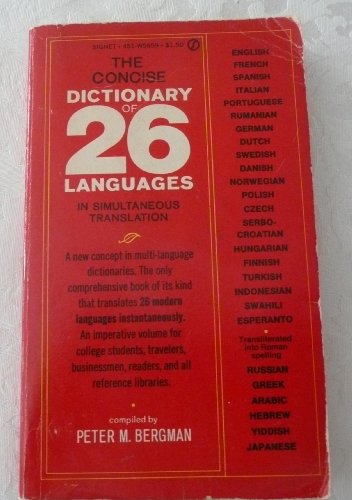 SIGNET • 451-W5659 • $1.50
THE
CONCISE
DICTIONARY
OF
26
LANGUAGES
IN SIMULTANEOUS
TRANSLATION
A new concept in multi-language
dictionaries. The only
comprehensive book of its kind
that translates 26 modern
languages instantaneously.
An imperative volume for
college students, travelers,
businessmen, readers, and all
reference libraries.
compiled by
PETER M. BERGMAN
ENGLISH
FRENCH
SPANISH
ITALIAN
PORTUGUESE
RUMANIAN
GERMAN
DUTCH
SWEDISH
DANISH
NORWEGIAN
POLISH
CZECH
SERBO-
CROATIAN
HUNGARIAN
FINNISH
TURKISH
INDONESIAN
SWAHILI
ESPERANTO
Transliterated
into Roman
spelling
RUSSIAN
GREEK
ARABIC
HEBREW
YIDDISH
JAPANESE